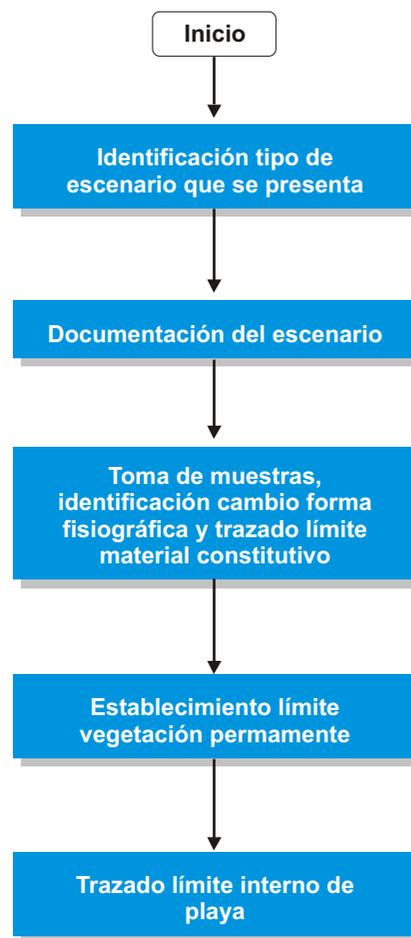 Inicio
Identificación tipo de
escenario que se presenta
Documentación del escenario
Toma de muestras,
identificación cambio forma
fisiográfica y trazado límite
material constitutivo
Establecimiento límite
vegetación permamente
Trazado límite interno de
playa